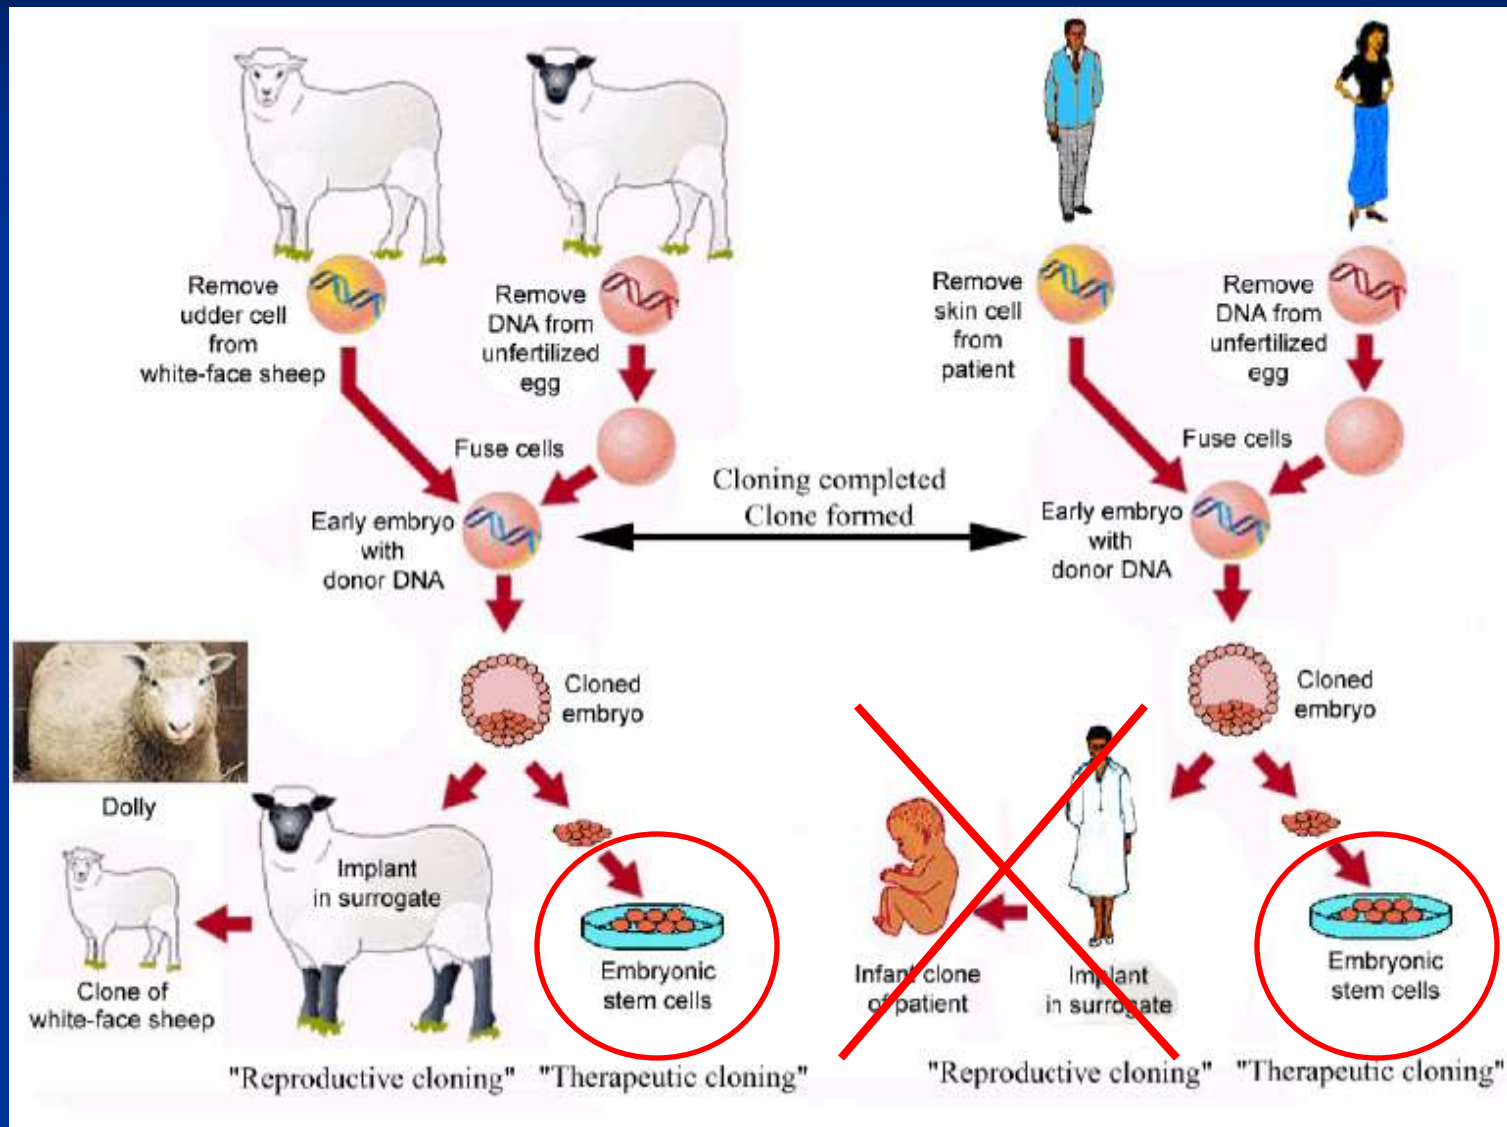 Remove
udder cell
from
white-face sheep
Remove
DNA from
unfertilized
egg
Fuse cells
Early embryo
with
donor DNA
Cloning completed
Clone formed
Remove
skin cell
from
patient
Remove
DNA from
unfertilized
egg
Fuse cells
Early embryo
with
donor DNA
Cloned
embryo
Dolly
Implant
in surrogate
Clone of
white-face sheep
Embryonic
stem cells
"Reproductive cloning"
"Therapeutic cloning"
Cloned
embryo
Infant clone
of patient
Implant
in surrogate
Embryonic
stem cells
"Reproductive cloning"
"Therapeutic cloning"